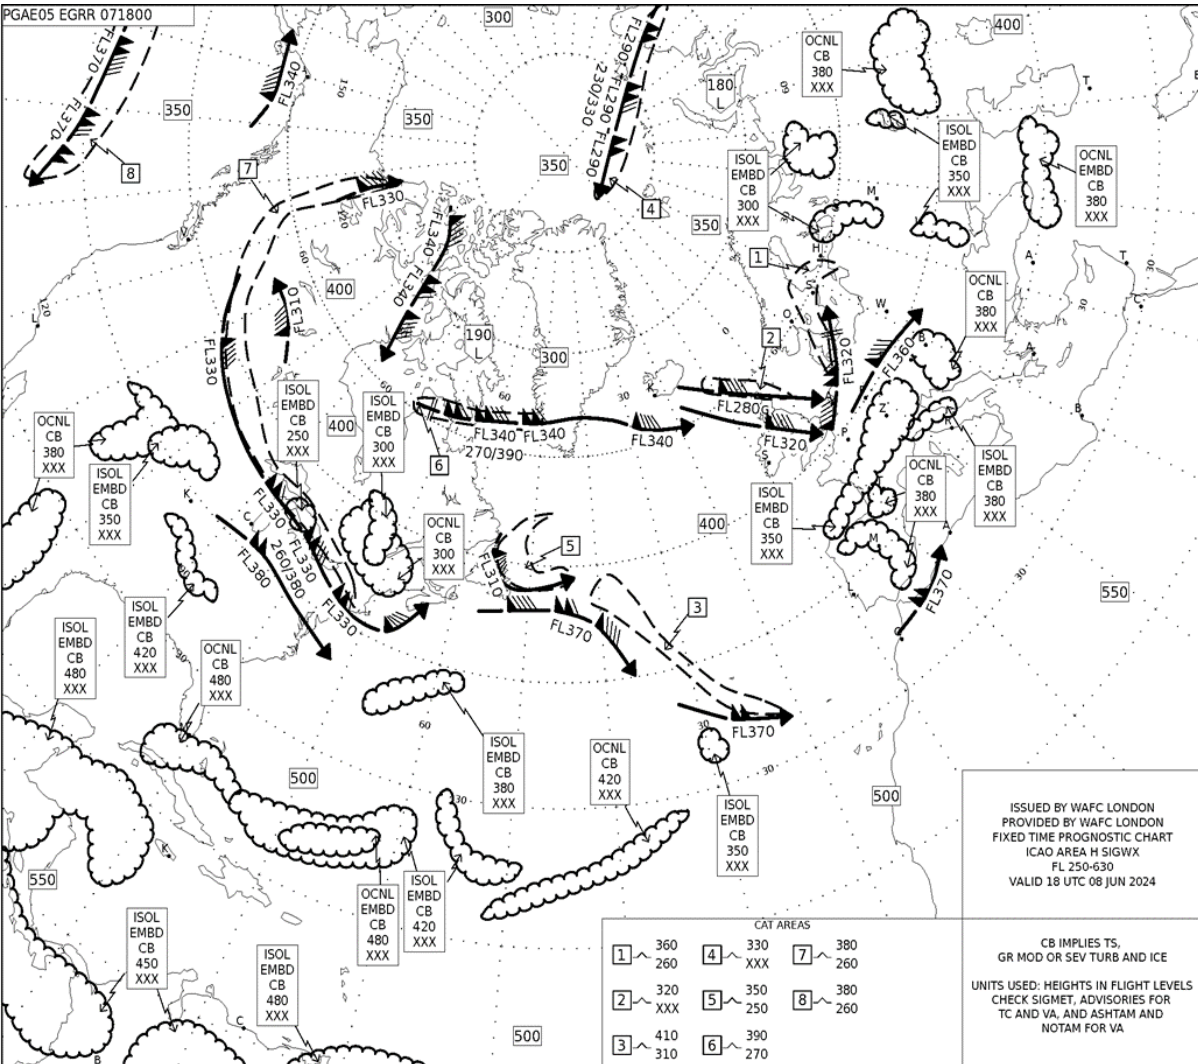 PGAE05 EGRR 071800
300
400
350
350
350
350
180
L
190
L
400
300
400
400
550
500
500
550
500
FL370
FL370
FL340
FL290
FL290
230/330
FL290
FL330
FL340
FL340
FL310
FL330
FL340
FL340
270/390
FL340
FL280
FL320
FL320
FL360
FL330
FL330
260/380
FL330
FL380
FL310
FL370
FL370
FL370
8
7
4
1
2
6
5
3
OCNL
CB
380
XXX
ISOL
EMBD
CB
300
XXX
ISOL
EMBD
CB
350
XXX
OCNL
EMBD
CB
380
XXX
OCNL
CB
380
XXX
OCNL
CB
380
XXX
ISOL
EMBD
CB
350
XXX
ISOL
EMBD
CB
250
XXX
ISOL
EMBD
CB
300
XXX
OCNL
CB
300
XXX
ISOL
EMBD
CB
350
XXX
OCNL
CB
380
XXX
ISOL
EMBD
CB
380
XXX
ISOL
EMBD
CB
420
XXX
ISOL
EMBD
CB
480
XXX
OCNL
CB
480
XXX
ISOL
EMBD
CB
380
XXX
OCNL
CB
420
XXX
ISOL
EMBD
CB
350
XXX
OCNL
EMBD
CB
480
XXX
ISOL
EMBD
CB
420
XXX
ISOL
EMBD
CB
450
XXX
ISOL
EMBD
CB
480
XXX
ISSUED BY WAFC LONDON
PROVIDED BY WAFC LONDON
FIXED TIME PROGNOSTIC CHART
ICAO AREA H SIGWX
FL 250-630
VALID 18 UTC 08 JUN 2024
CAT AREAS
1 360 260
4 330 XXX
7 380 260
2 320 XXX
5 350 250
8 380 260
3 410 310
6 390 270
CB IMPLIES TS,
GR MOD OR SEV TURB AND ICE
UNITS USED: HEIGHTS IN FLIGHT LEVELS
CHECK SIGMET, ADVISORIES FOR
TC AND VA, AND ASHTAM AND
NOTAM FOR VA